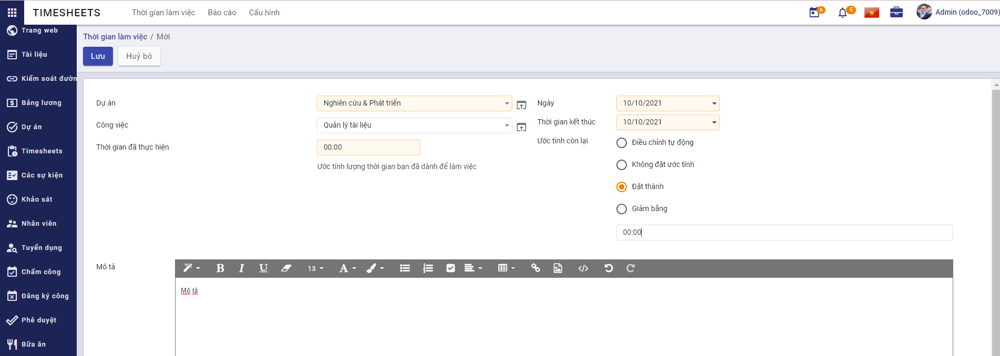 TIMESHEETS Thời gian làm việc Báo cáo Cấu hình 6 5 Admin (odoo_7009)
Trang web
Tài liệu
Kiểm soát đườn
Bảng lương
Dự án
Timesheets
Các sự kiện
Khảo sát
Nhân viên
Tuyển dụng
Chấm công
Đăng ký công
Phê duyệt
Bữa ăn
Thời gian làm việc / Mới
Lưu Huỷ bỏ
Dự án Nghiên cứu & Phát triển Ngày 10/10/2021
Công việc Quản lý tài liệu Thời gian kết thúc 10/10/2021
Thời gian đã thực hiện 00:00 Ước tính còn lại Điều chỉnh tự động
Ước tính lượng thời gian bạn đã dành để làm việc Không đặt ước tính
Đặt thành
Giảm bằng
00:00
Mô tả B I U 13 A
Mô tả